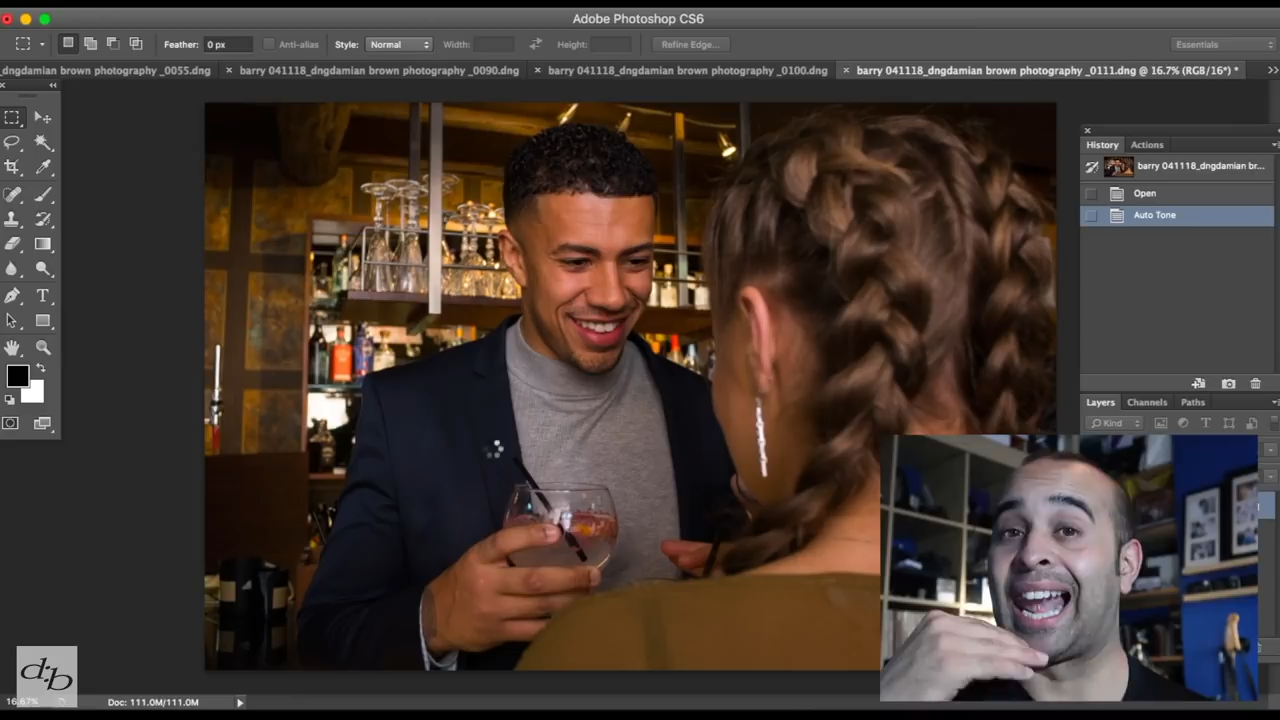 Adobe Photoshop CS6
Feather: 0 px Anti-alias Style: Normal Width: Height: Refine Edge... Essentials
_dngdamian brown photography _0055.dng × barry 041118_dngdamian brown photography _0090.dng × barry 041118_dngdamian brown photography _0100.dng × barry 041118_dngdamian brown photography _0111.dng @ 16.7% (RGB/16*) *
History Actions
barry 041118_dngdamian br...
Open
Auto Tone
Layers Channels Paths
Kind
d:b
16.67% Doc: 111.0M/111.0M